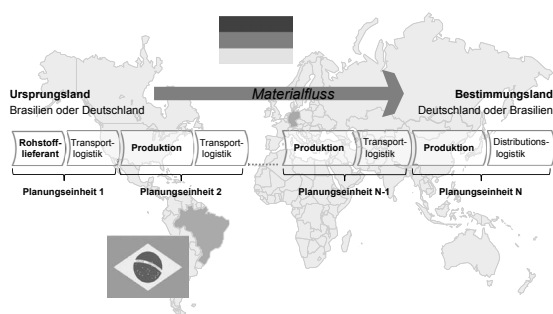 Ursprungsland
Brasilien oder Deutschland
Materialfluss
Bestimmungsland
Deutschland oder Brasilien
Rohstoff-
lieferant
Transport-
logistik
Produktion
Transport-
logistik
Produktion
Transport-
logistik
Produktion
Distributions-
logistik
Planungseinheit 1
Planungseinheit 2
Planungseinheit N-1
Planungseinheit N